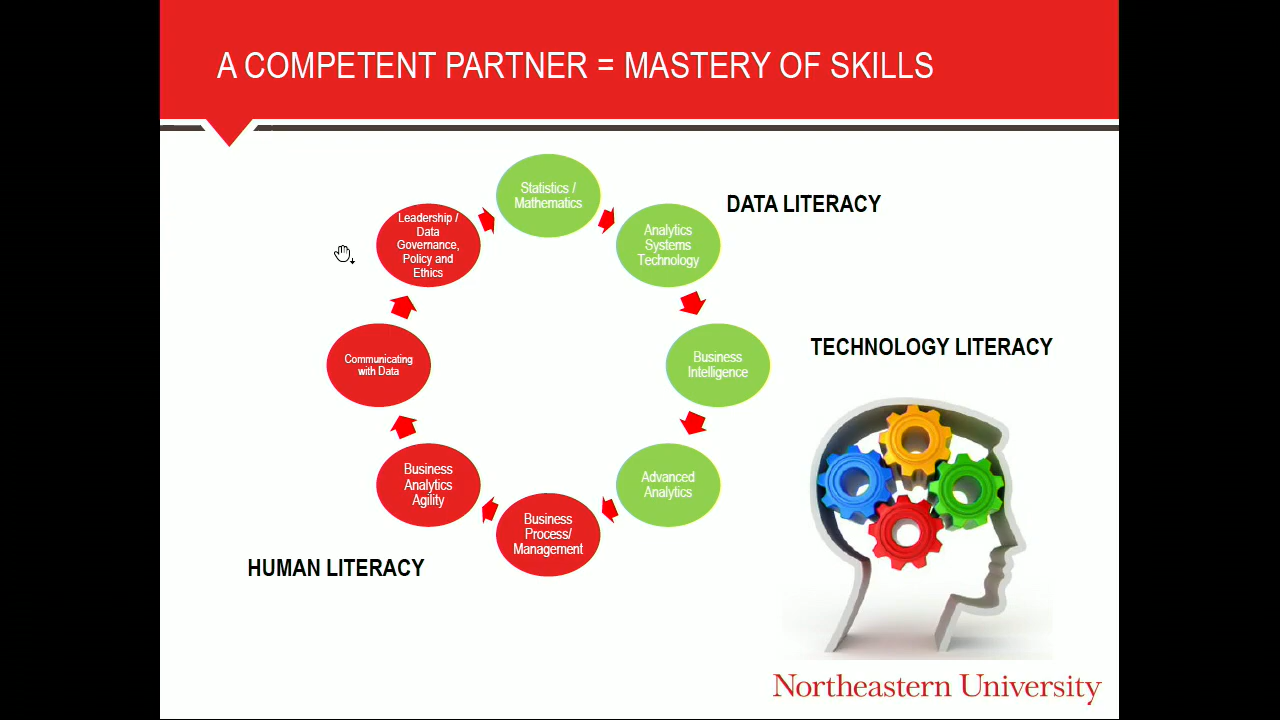 A COMPETENT PARTNER = MASTERY OF SKILLS
Statistics /
Mathematics
DATA LITERACY
Analytics
Systems
Technology
TECHNOLOGY LITERACY
Business
Intelligence
Advanced
Analytics
Business
Process/
Management
Business
Analytics
Agility
HUMAN LITERACY
Communicating
with Data
Leadership /
Data
Governance,
Policy and
Ethics
Northeastern University